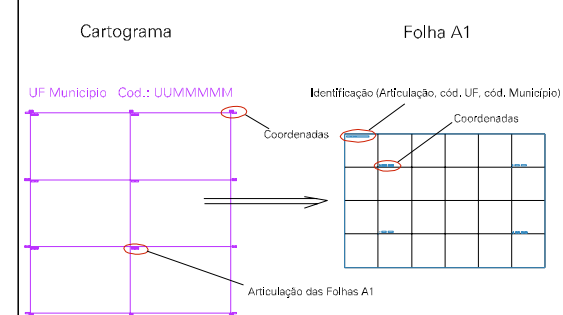 Cartograma
Folha A1
UF Municipio Cod.: UUMMMMM
Identificação (Articulação, cód. UF, cód. Município)
Coordenadas
Coordenadas
Articulação das Folhas A1